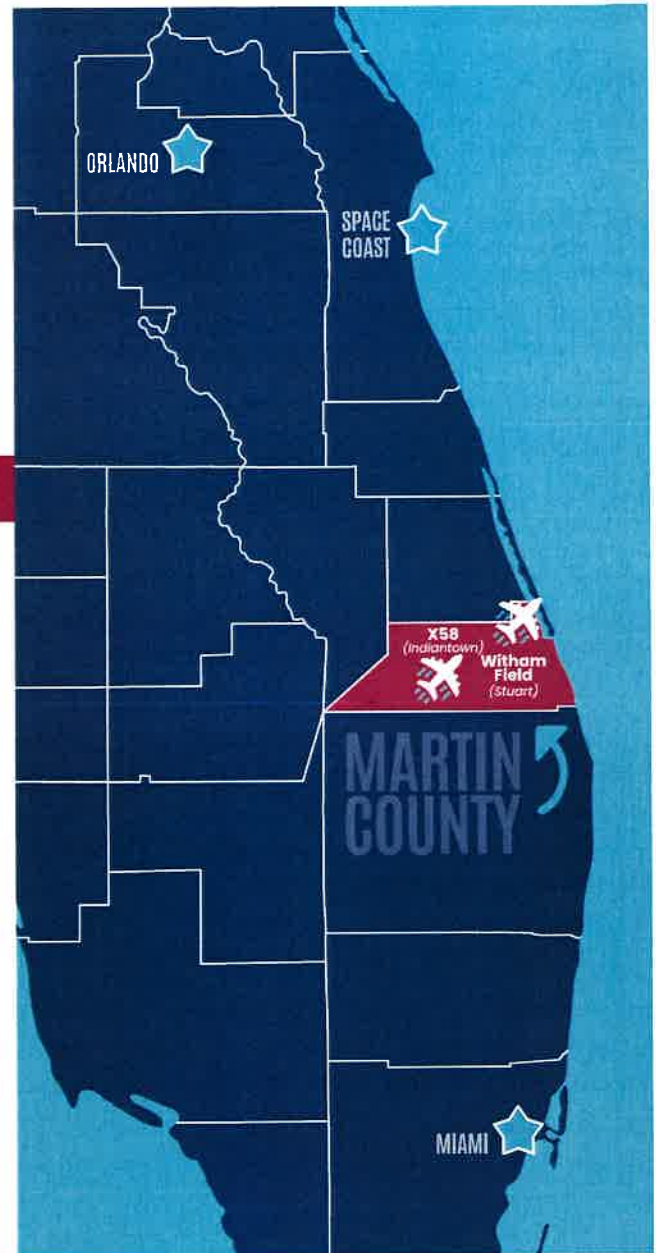 ORLANDO
SPACE
COAST
X58
(Indiantown)
Witham
Field
(Stuart)
MARTIN
COUNTY
MIAMI